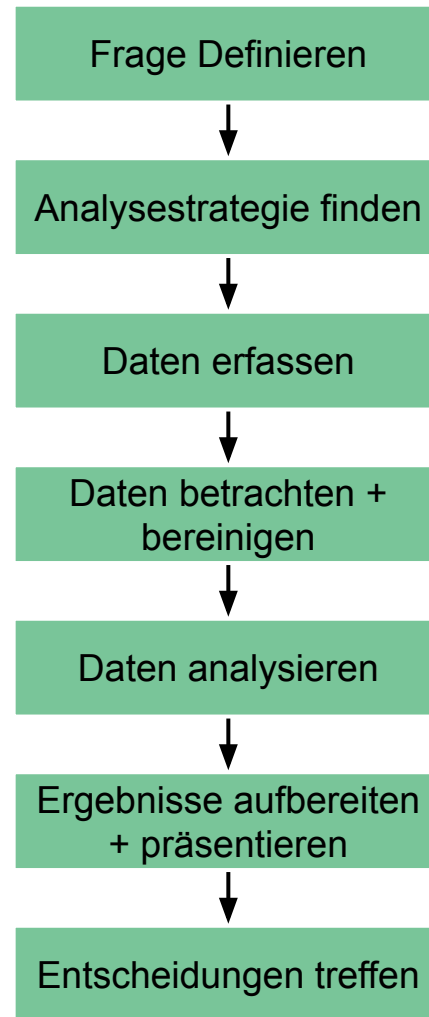 Frage Definieren
Analysestrategie finden
Daten erfassen
Daten betrachten +
bereinigen
Daten analysieren
Ergebnisse aufbereiten
+ präsentieren
Entscheidungen treffen